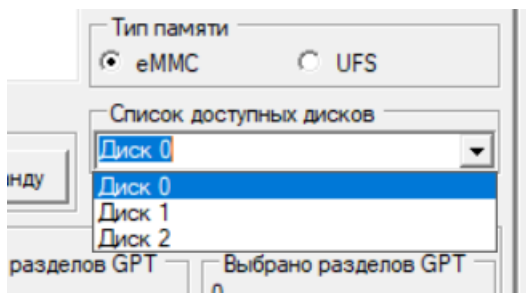 Тип памяти
eMMC UFS
Список доступных дисков
Диск 0
нду
Диск 0
Диск 1
Диск 2
разделов GPT Выбрано разделов GPT